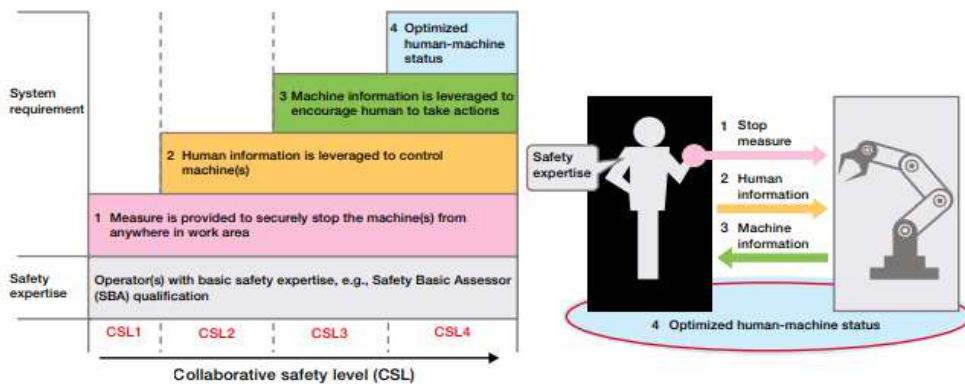 4 Optimized
human-machine
status
System
requirement
3 Machine information is leveraged to
encourage human to take actions
2 Human information is leveraged to control
machine(s)
1 Measure is provided to securely stop the machine(s) from
anywhere in work area
Safety
expertise
Operator(s) with basic safety expertise, e.g., Safety Basic Assessor
(SBA) qualification
CSL1 CSL2 CSL3 CSL4
Collaborative safety level (CSL)
Safety
expertise
1 Stop
measure
2 Human
information
3 Machine
information
4 Optimized human-machine status